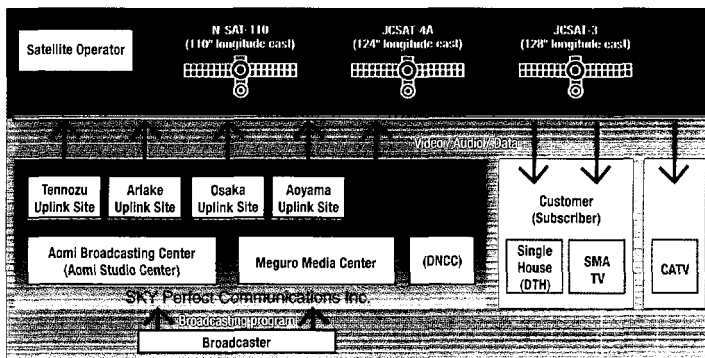 N-SAT-110
(110° longitude east)
JCSAT-4A
(124° longitude east)
JCSAT-3
(128° longitude east)
Satellite Operator
Video/Audio/Data
Tennozu
Uplink Site
Arlake
Uplink Site
Osaka
Uplink Site
Aoyama
Uplink Site
Customer
(Subscriber)
Aomi Broadcasting Center
(Aomi Studio Center)
Meguro Media Center
(DNCC)
Single
House
(DTH)
SMA
TV
CATV
SKY Perfect Communications Inc.
Broadcasting program
Broadcaster